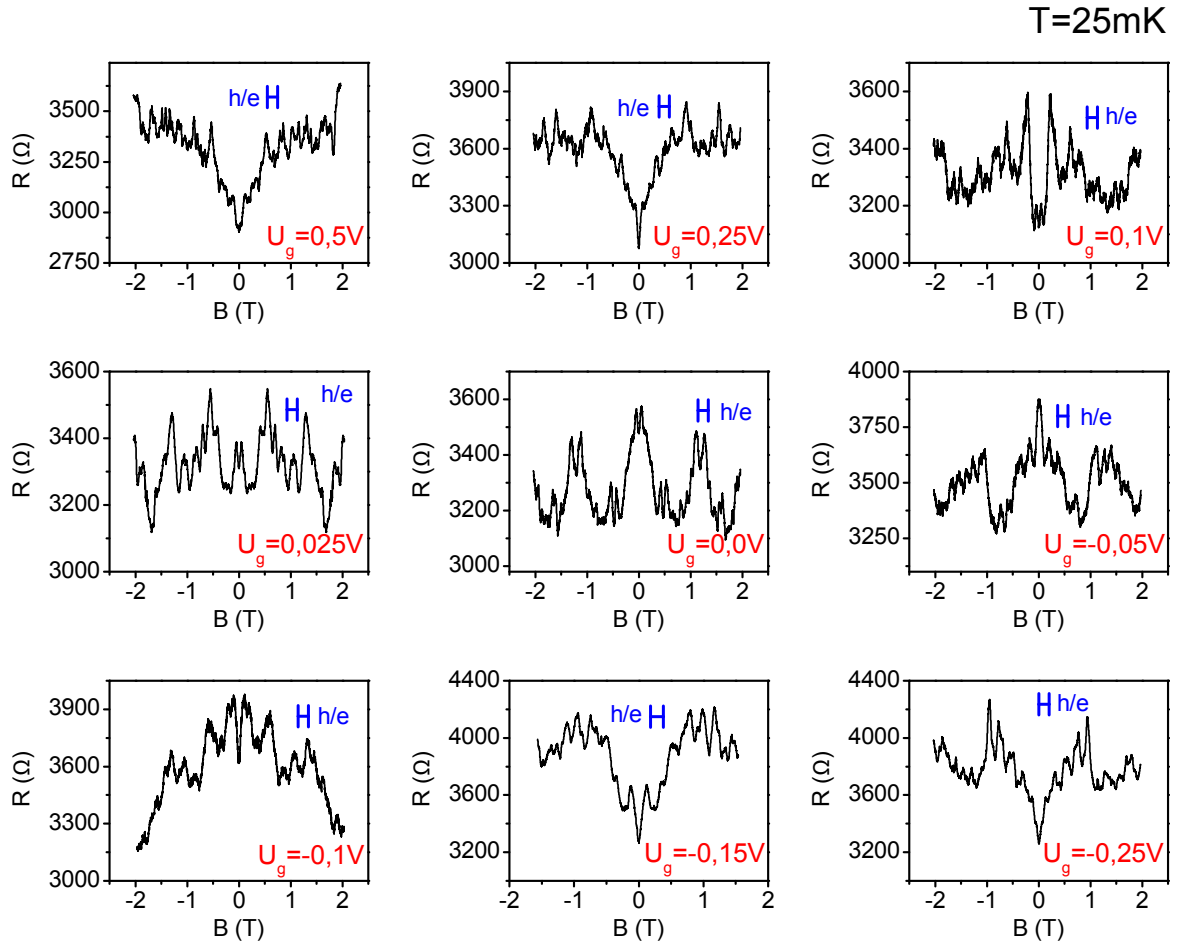 T=25mK
3500
3250
3000
2750
R (Ω)
h/e
U_g=0,5V
-2 -1 0 1 2
B (T)
3900
3600
3300
3000
R (Ω)
h/e
U_g=0,25V
-2 -1 0 1 2
B (T)
3600
3400
3200
3000
R (Ω)
h/e
U_g=0,1V
-2 -1 0 1 2
B (T)
3600
3400
3200
3000
R (Ω)
h/e
U_g=0,025V
-2 -1 0 1 2
B (T)
3600
3400
3200
3000
R (Ω)
h/e
U_g=0,0V
-2 -1 0 1 2
B (T)
4000
3750
3500
3250
R (Ω)
h/e
U_g=-0,05V
-2 -1 0 1 2
B (T)
3900
3600
3300
3000
R (Ω)
h/e
U_g=-0,1V
-2 -1 0 1 2
B (T)
4400
4000
3600
3200
R (Ω)
h/e
U_g=-0,15V
-2 -1 0 1 2
B (T)
4400
4000
3600
3200
R (Ω)
h/e
U_g=-0,25V
-2 -1 0 1 2
B (T)